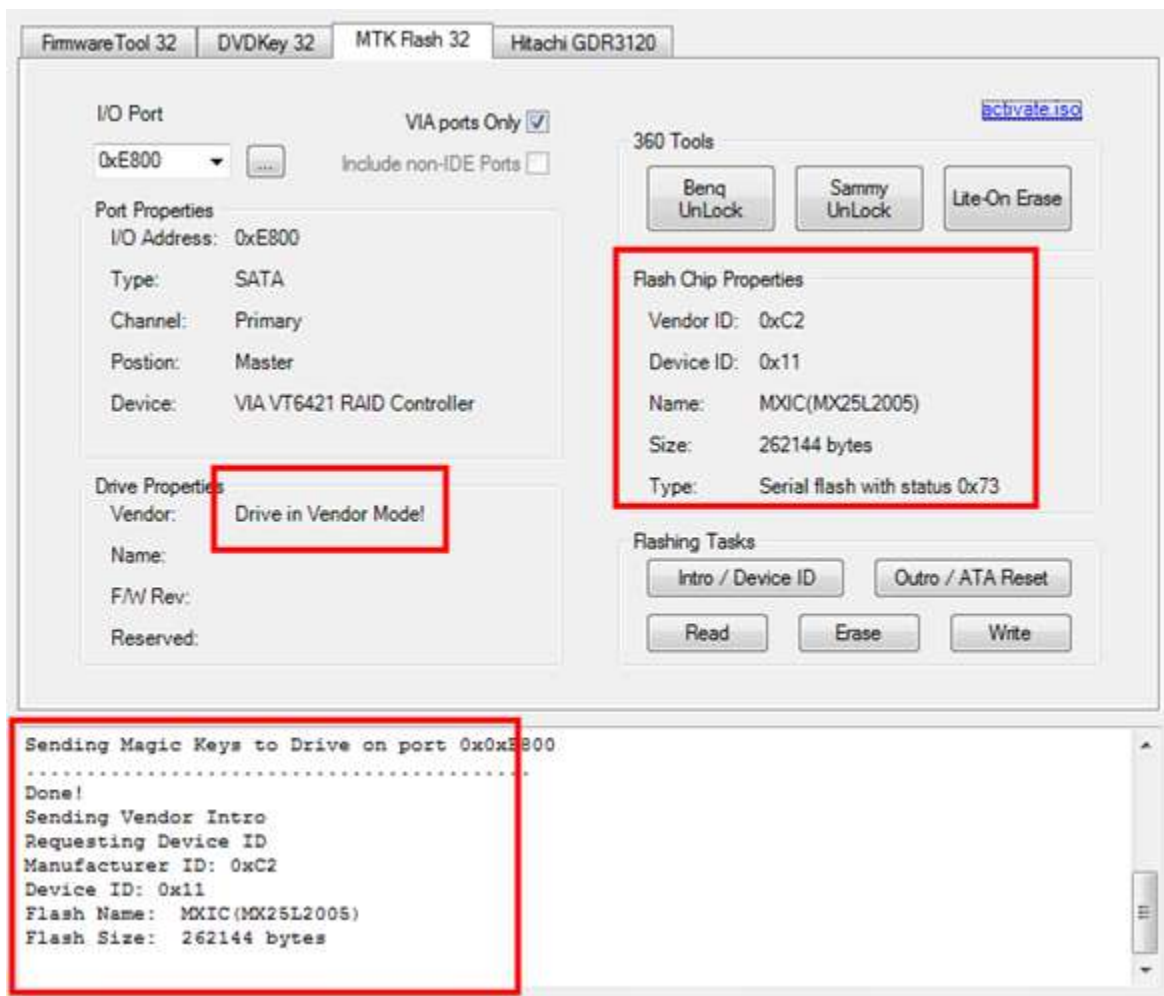 FirmwareTool 32 DVDKey 32 MTK Flash 32 Hitachi GDR3120
activate.iso
I/O Port
VIA ports Only
0xE800 ...
Include non-IDE Ports
Port Properties
I/O Address: 0xE800
Type: SATA
Channel: Primary
Postion: Master
Device: VIA VT6421 RAID Controller
Drive Properties
Vendor: Drive in Vendor Mode!
Name:
F/W Rev:
Reserved:
360 Tools
Benq UnLock
Sammy UnLock
Lite-On Erase
Flash Chip Properties
Vendor ID: 0xC2
Device ID: 0x11
Name: MXIC(MX25L2005)
Size: 262144 bytes
Type: Serial flash with status 0x73
Flashing Tasks
Intro / Device ID Outro / ATA Reset
Read Erase Write
Sending Magic Keys to Drive on port 0x0xE800
..........................................
Done!
Sending Vendor Intro
Requesting Device ID
Manufacturer ID: 0xC2
Device ID: 0x11
Flash Name: MXIC(MX25L2005)
Flash Size: 262144 bytes